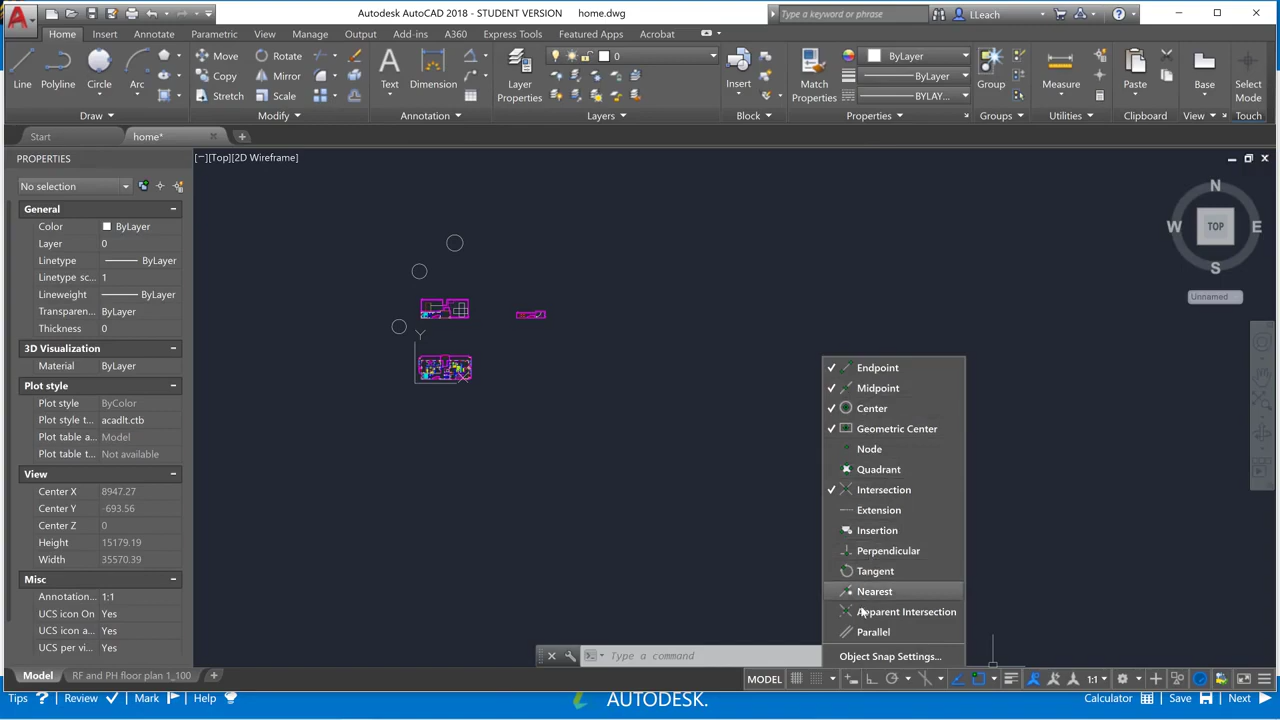 Autodesk AutoCAD 2018 - STUDENT VERSION home.dwg
Type a keyword or phrase
LLeach
Home Insert Annotate Parametric View Manage Output Add-ins A360 Express Tools Featured Apps Acrobat
Line
Polyline
Circle
Arc
Move
Copy
Stretch
Rotate
Mirror
Scale
Text
Dimension
Layer
Properties
0
Insert
Match
Properties
ByLayer
ByLayer
BYLAY...
Group
Measure
Paste
Base
Select
Mode
Draw Modify Annotation Layers Block Properties Groups Utilities Clipboard View Touch
Start home*
PROPERTIES
No selection
General
Color ByLayer
Layer 0
Linetype ByLayer
Linetype sc... 1
Lineweight ByLayer
Transparen... ByLayer
Thickness 0
3D Visualization
Material ByLayer
Plot style
Plot style ByColor
Plot style t... acadlt.ctb
Plot table a... Model
Plot table t... Not available
View
Center X 8947.27
Center Y -693.56
Center Z 0
Height 15179.19
Width 35570.39
Misc
Annotation... 1:1
UCS icon On Yes
UCS icon a... Yes
UCS per vi... Yes
[−][Top][2D Wireframe]
Y
X
N
W TOP E
S
Unnamed
Endpoint
Midpoint
Center
Geometric Center
Node
Quadrant
Intersection
Extension
Insertion
Perpendicular
Tangent
Nearest
Apparent Intersection
Parallel
Object Snap Settings...
Type a command
Model RF and PH floor plan 1_100
MODEL
1:1
Tips ? Review Mark Help
AUTODESK.
Calculator Save Next